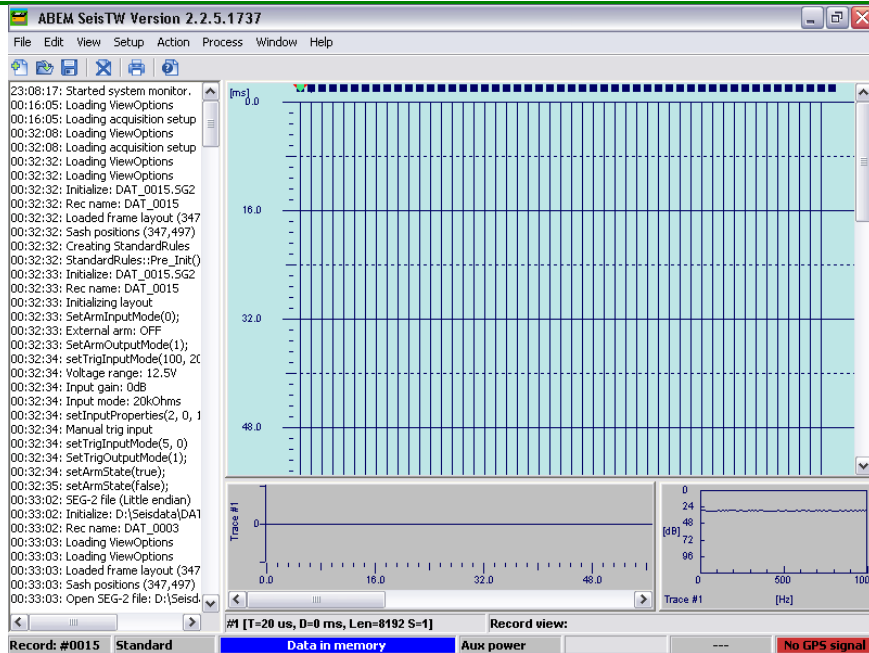 ABEM SeisTW Version 2.2.5.1737
File Edit View Setup Action Process Window Help
23:08:17: Started system monitor.
00:16:05: Loading ViewOptions
00:16:05: Loading acquisition setup
00:32:08: Loading ViewOptions
00:32:08: Loading acquisition setup
00:32:32: Loading ViewOptions
00:32:32: Loading ViewOptions
00:32:32: Initialize: DAT_0015.SG2
00:32:32: Rec name: DAT_0015
00:32:32: Loaded frame layout (347
00:32:32: Sash positions (347,497)
00:32:32: Creating StandardRules
00:32:32: StandardRules::Pre_Init()
00:32:33: Initialize: DAT_0015.SG2
00:32:33: Rec name: DAT_0015
00:32:33: Initializing layout
00:32:33: SetArmInputMode(0);
00:32:33: External arm: OFF
00:32:33: SetArmOutputMode(1);
00:32:34: setTrigInputMode(100, 20
00:32:34: Voltage range: 12.5V
00:32:34: Input gain: 0dB
00:32:34: Input mode: 20kOhms
00:32:34: setInputProperties(2, 0, 1
00:32:34: Manual trig input
00:32:34: setTrigInputMode(5, 0)
00:32:34: SetTrigOutputMode(1);
00:32:34: setArmState(true);
00:32:35: setArmState(false);
00:33:02: SEG-2 file (Little endian)
00:33:02: Initialize: D:\Seisdata\DAT
00:33:02: Rec name: DAT_0003
00:33:03: Loading ViewOptions
00:33:03: Loading ViewOptions
00:33:03: Loaded frame layout (347
00:33:03: Sash positions (347,497)
00:33:03: Open SEG-2 file: D:\Seisd
[ms]
0.0
16.0
32.0
48.0
Trace #1
0
0.0 16.0 32.0 48.0
0
24
48
[dB]
72
96
0 500 100
Trace #1 [Hz]
#1 [T=20 us, D=0 ms, Len=8192 S=1] Record view:
Record: #0015 Standard Data in memory Aux power --- No GPS signal